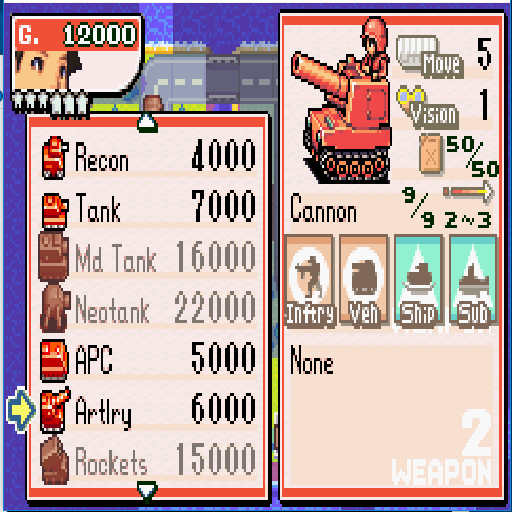 G. 12000
Recon 4000
Tank 7000
Md Tank 16000
Neotank 22000
APC 5000
Artlry 6000
Rockets 15000
Move 5
Vision 1
50/50
Cannon
9/9 2~3
Inftry Veh Ship Sub
None
2
WEAPON